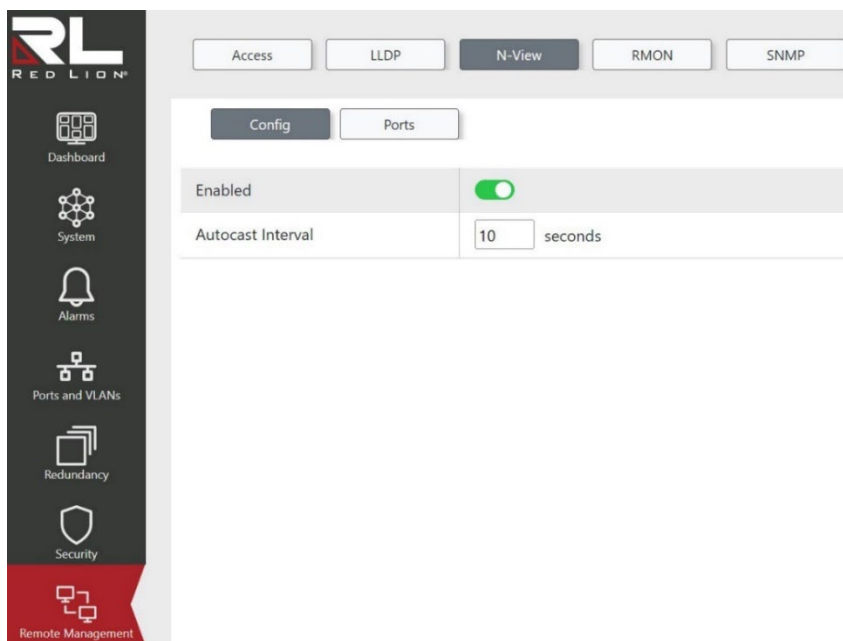 RL
RED LION®
Access
LLDP
N-View
RMON
SNMP
Config
Ports
Enabled
Autocast Interval
10 seconds
Dashboard
System
Alarms
Ports and VLANs
Redundancy
Security
Remote Management